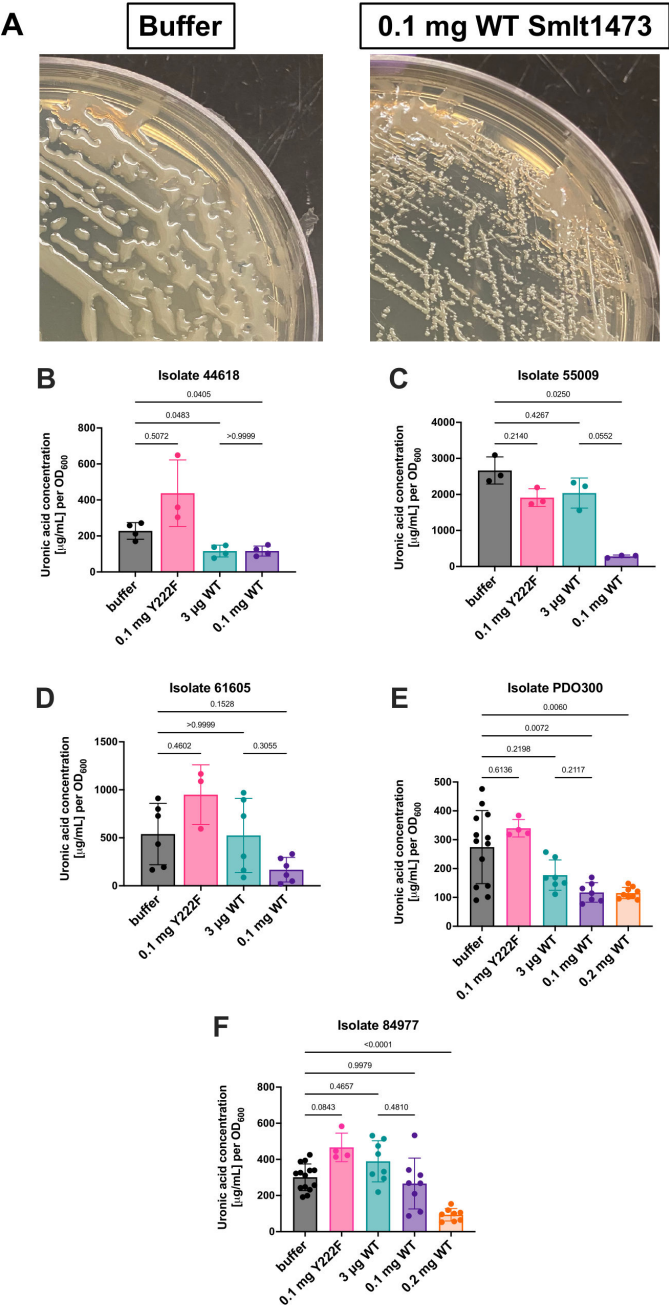 A
Buffer
0.1 mg WT Smlt1473
B
Isolate 44618
0.0405
0.0483
0.5072
>0.9999
Uronic acid concentration
[μg/mL] per OD600
800
600
400
200
0
buffer
0.1 mg Y222F
3 μg WT
0.1 mg WT
C
Isolate 55009
0.0250
0.4267
0.2140
0.0552
Uronic acid concentration
[μg/mL] per OD600
4000
3000
2000
1000
0
buffer
0.1 mg Y222F
3 μg WT
0.1 mg WT
D
Isolate 61605
0.1528
>0.9999
0.4602
0.3055
Uronic acid concentration
[μg/mL] per OD600
1500
1000
500
0
buffer
0.1 mg Y222F
3 μg WT
0.1 mg WT
E
Isolate PDO300
0.0060
0.0072
0.2198
0.6136
0.2117
Uronic acid concentration
[μg/mL] per OD600
500
400
300
200
100
0
buffer
0.1 mg Y222F
3 μg WT
0.1 mg WT
0.2 mg WT
F
Isolate 84977
<0.0001
0.9979
0.4657
0.0843
0.4810
Uronic acid concentration
[μg/mL] per OD600
800
600
400
200
0
buffer
0.1 mg Y222F
3 μg WT
0.1 mg WT
0.2 mg WT